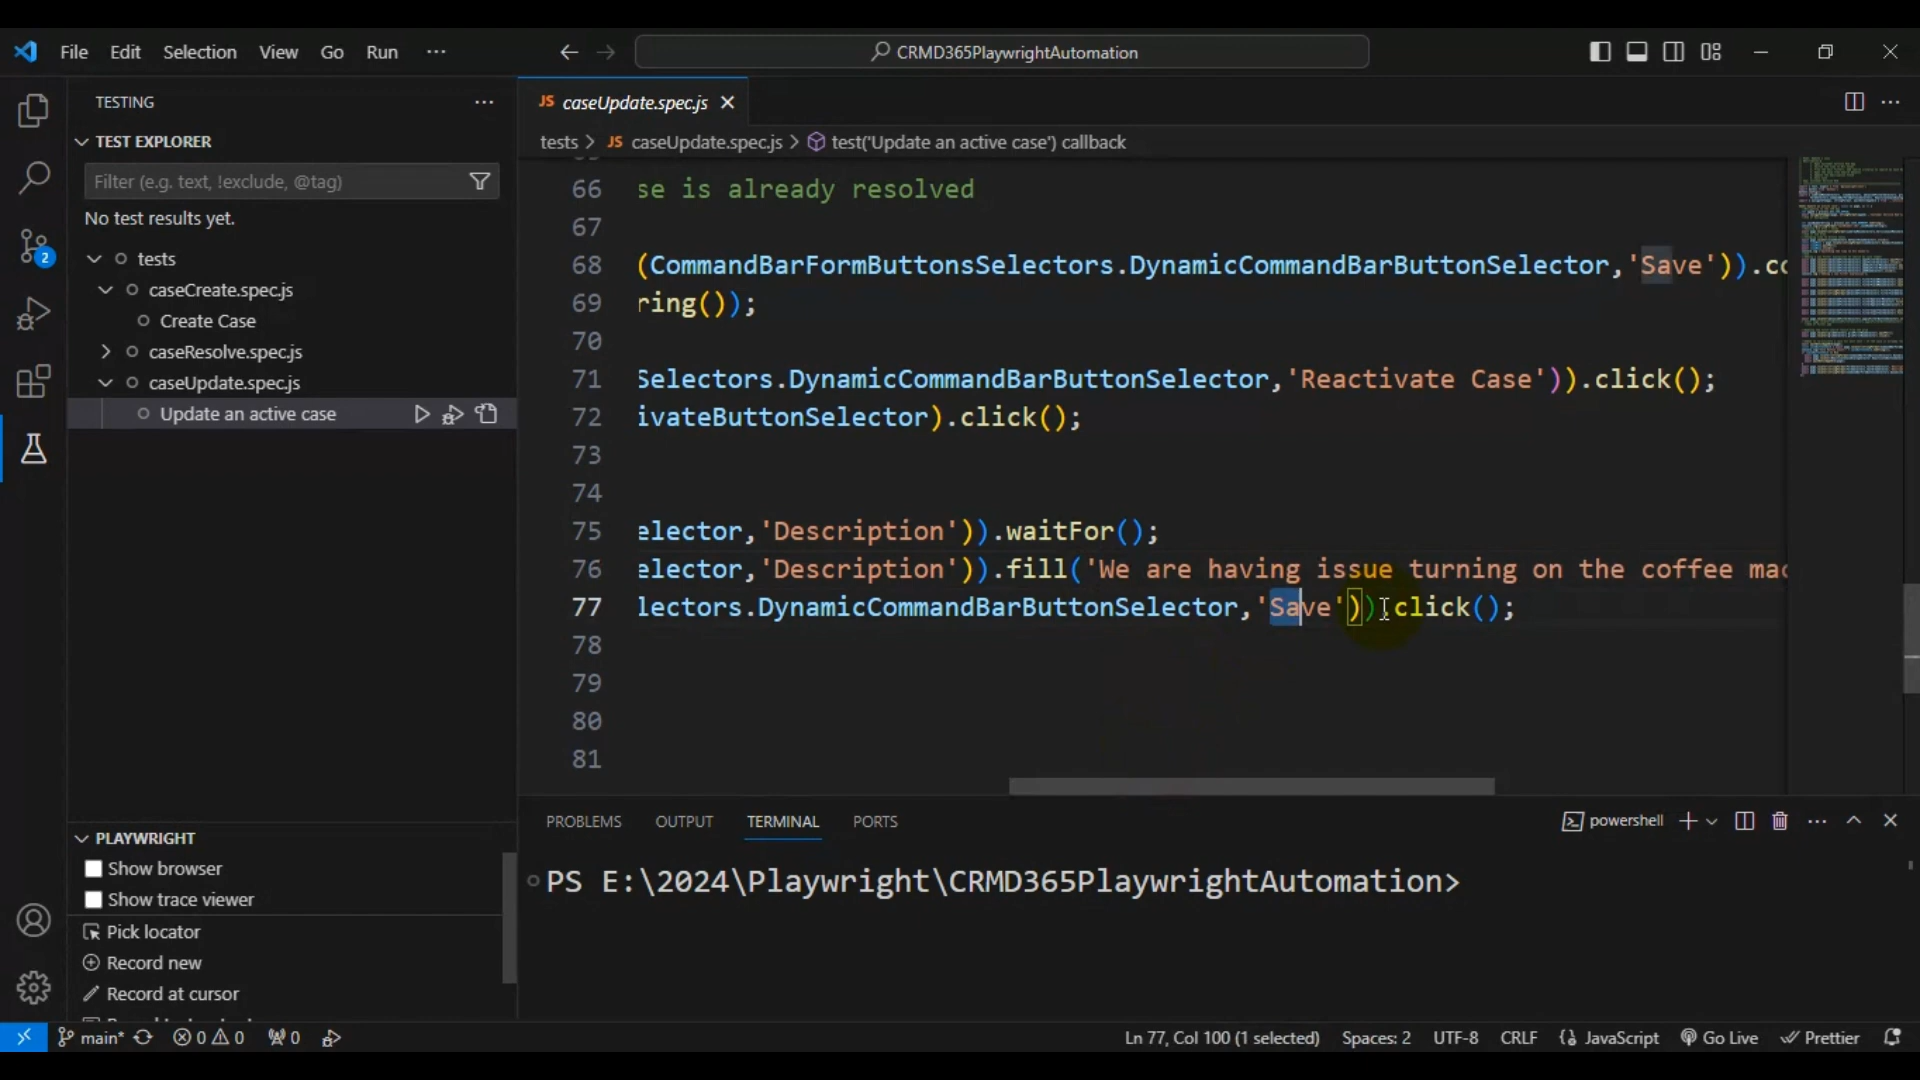 File Edit Selection View Go Run ··· CRMD365PlaywrightAutomation
TESTING
TEST EXPLORER
Filter (e.g. text, !exclude, @tag)
No test results yet.
tests
caseCreate.spec.js
Create Case
caseResolve.spec.js
caseUpdate.spec.js
Update an active case
2
PLAYWRIGHT
Show browser
Show trace viewer
Pick locator
Record new
Record at cursor
JS caseUpdate.spec.js
tests > JS caseUpdate.spec.js > test('Update an active case') callback
66 se is already resolved
67
68 (CommandBarFormButtonsSelectors.DynamicCommandBarButtonSelector,'Save')).co
69 ring());
70
71 Selectors.DynamicCommandBarButtonSelector,'Reactivate Case')).click();
72 ivateButtonSelector).click();
73
74
75 elector,'Description')).waitFor();
76 elector,'Description')).fill('We are having issue turning on the coffee mac
77 lectors.DynamicCommandBarButtonSelector,'Save')).click();
78
79
80
81
PROBLEMS OUTPUT TERMINAL PORTS powershell
PS E:\2024\Playwright\CRMD365PlaywrightAutomation>
main* 0 0 0 Ln 77, Col 100 (1 selected) Spaces: 2 UTF-8 CRLF {} JavaScript Go Live Prettier